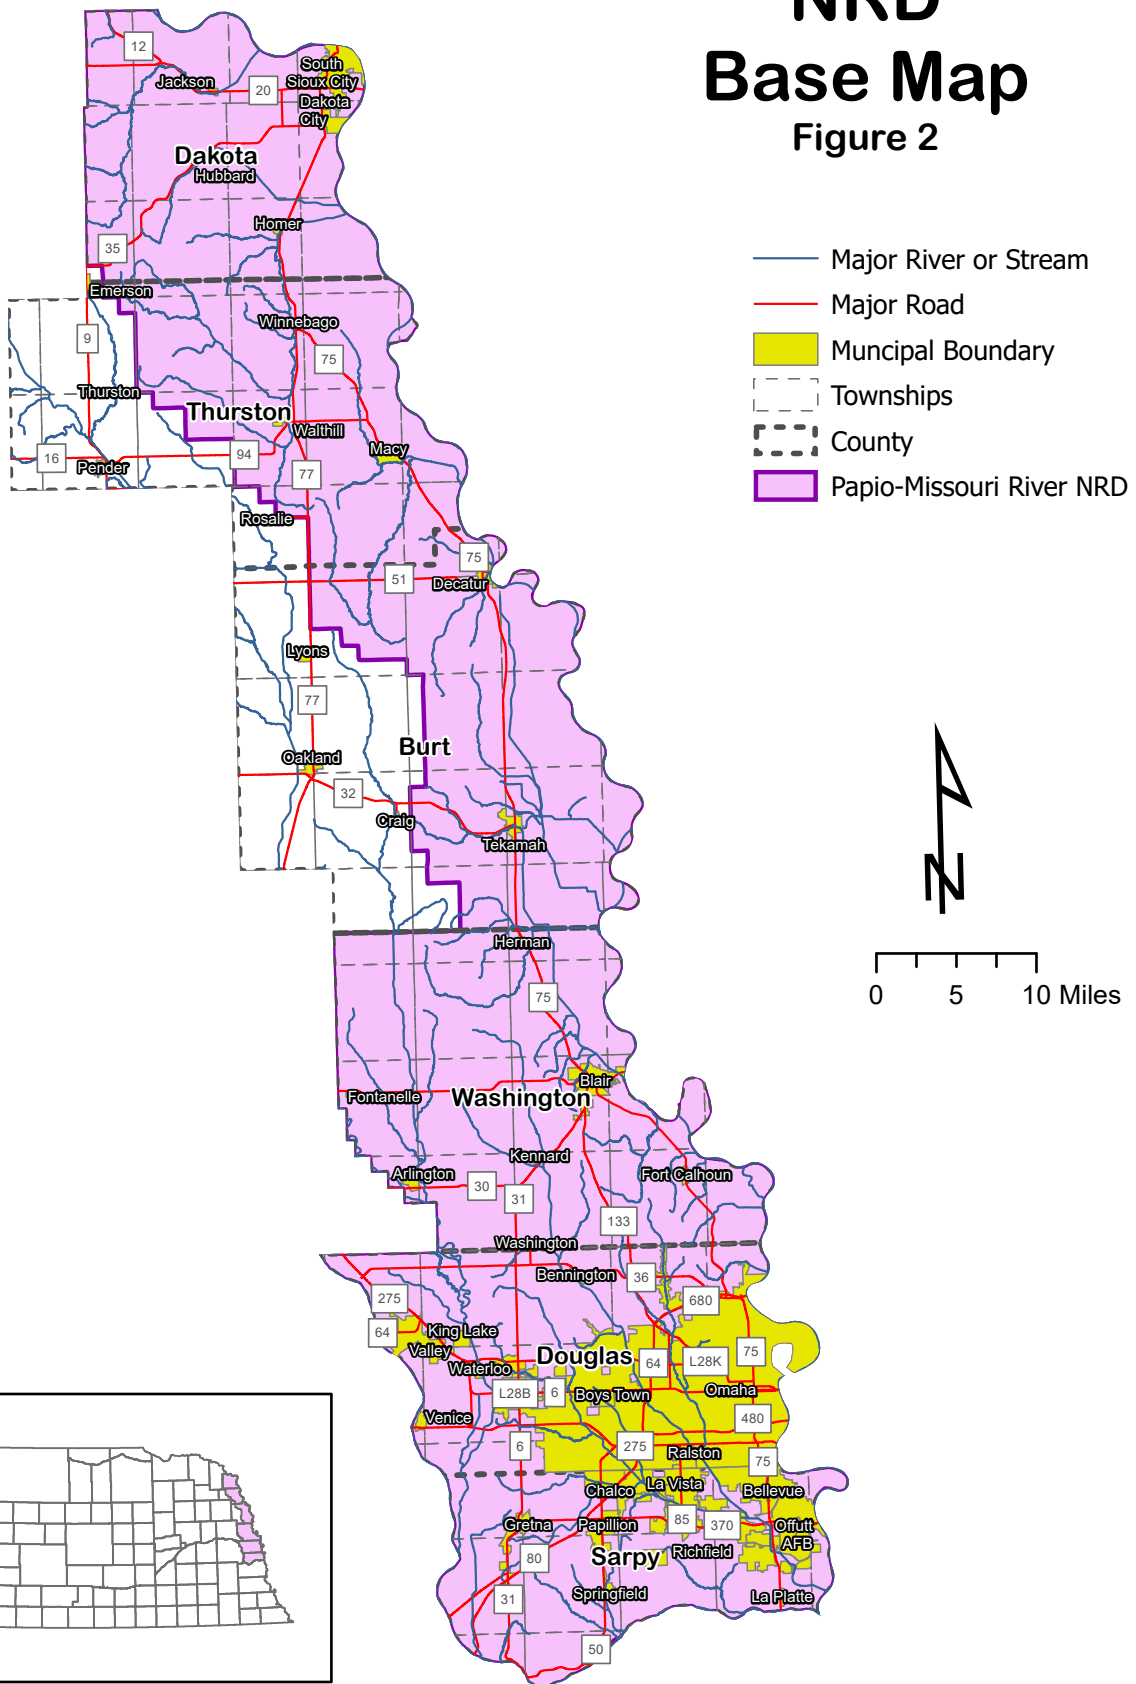 NRD
Base Map
Figure 2
Major River or Stream
Major Road
Muncipal Boundary
Townships
County
Papio-Missouri River NRD
0 5 10 Miles
12
Jackson
20
South
Sioux City
Dakota
City
Dakota
Hubbard
Homer
35
Emerson
9
Winnebago
75
Thurston
Thurston
Walthill
Macy
16
Pender
94
77
Rosalie
75
51
Decatur
Lyons
77
Burt
Oakland
32
Craig
Tekamah
Herman
75
Blair
Fontanelle
Washington
Kennard
Arlington
30
31
Fort Calhoun
133
Washington
Bennington
36
275
680
64
King Lake
Valley
Waterloo
Douglas
64
L28K
75
L28B
6
Boys Town
Omaha
Venice
480
6
275
Ralston
75
Chalco
La Vista
Bellevue
Gretna
Papillion
85
370
Offutt
AFB
80
Sarpy
Richfield
31
Springfield
La Platte
50
N